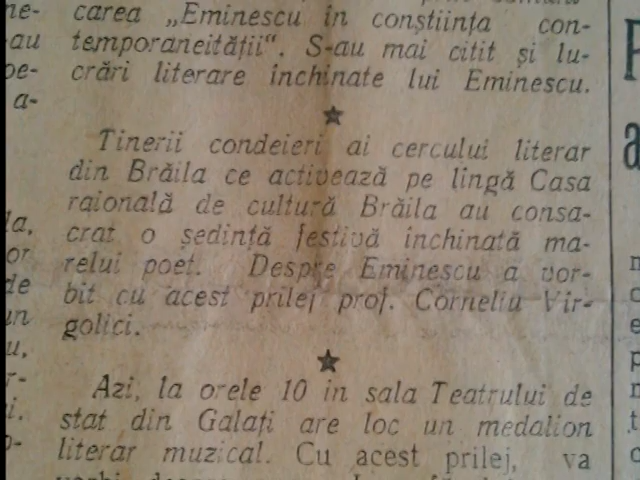 carea „Eminescu în conștiința con-
temporaneității“. S-au mai citit și lu-
crări literare închinate lui Eminescu.
★
Tinerii condeieri ai cercului literar
din Brăila ce activează pe lîngă Casa
raională de cultură Brăila au consa-
crat o ședință festivă închinată ma-
relui poet. Despre Eminescu a vor-
bit cu acest prilej prof. Corneliu Vir-
golici.
★
Azi, la orele 10 in sala Teatrului de
stat din Galați are loc un medalion
literar muzical. Cu acest prilej, va